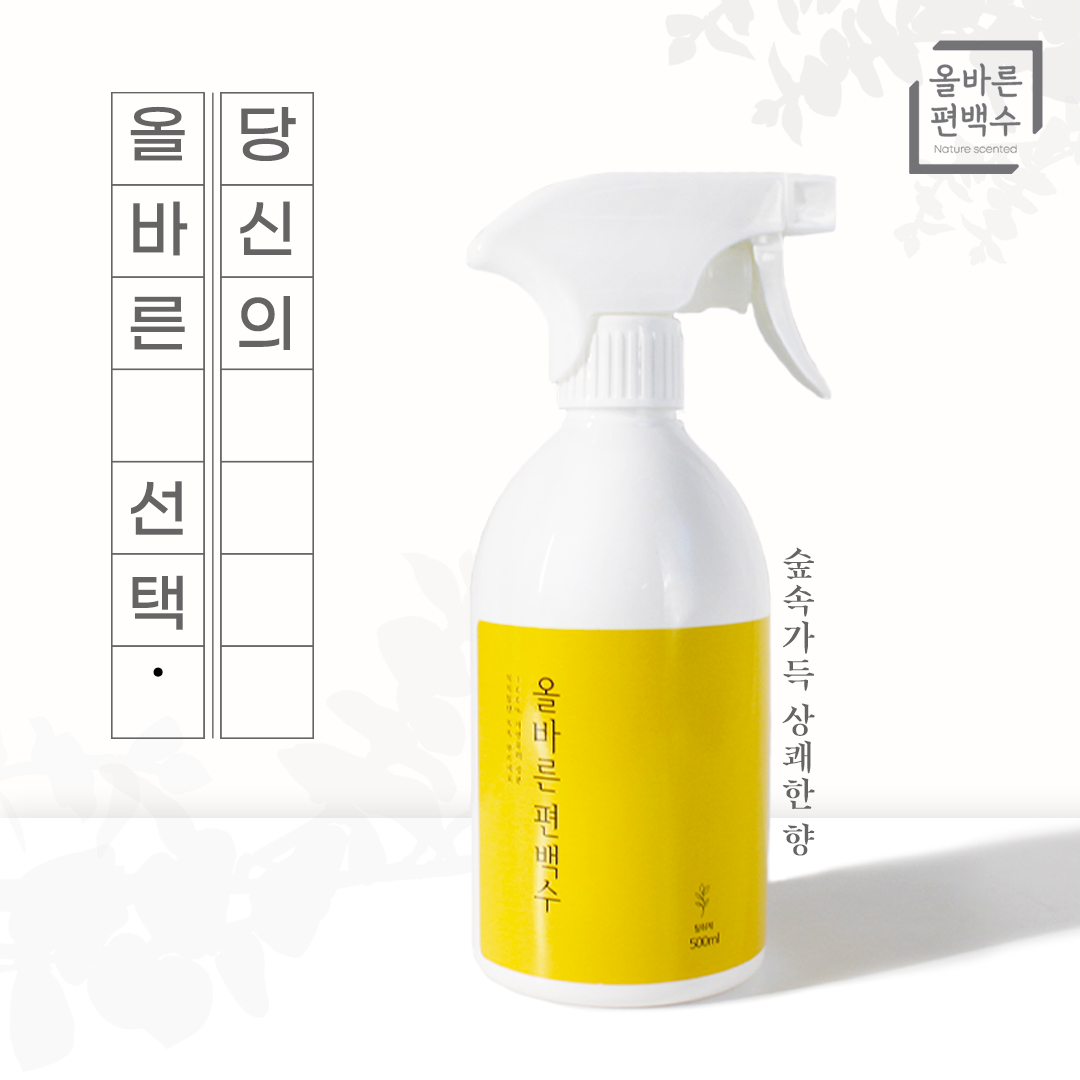 당신의
올바른 선택.
올바른
편백수
Nature scented
숲속가득 상쾌한 향
올바른편백수
500ml